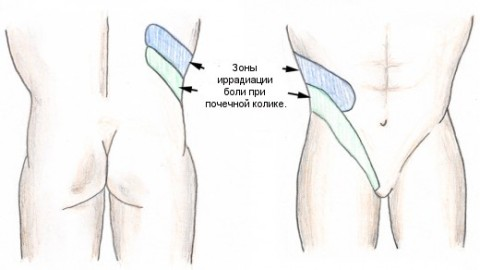 Зоны
иррадиации
боли при
почечной колике.